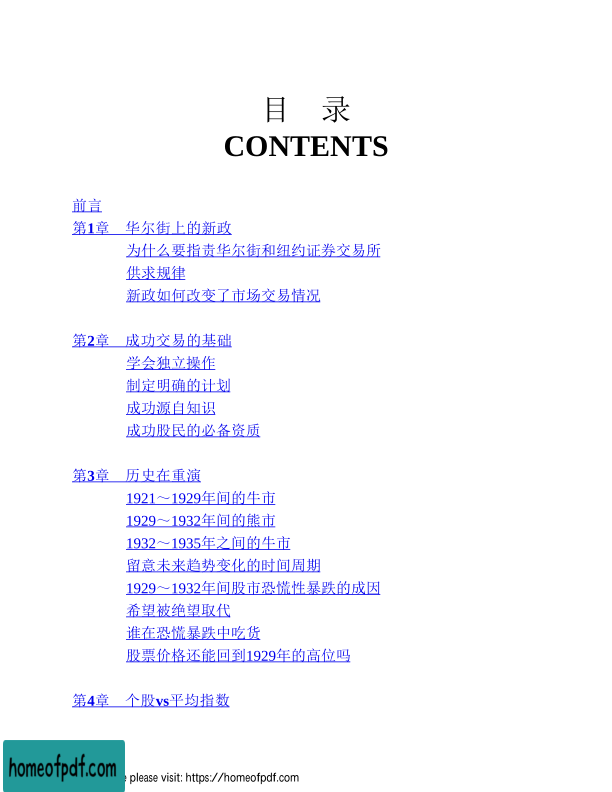 目 录
CONTENTS
前言
第1章 华尔街上的新政
为什么要指责华尔街和纽约证券交易所
供求规律
新政如何改变了市场交易情况
第2章 成功交易的基础
学会独立操作
制定明确的计划
成功源自知识
成功股民的必备资质
第3章 历史在重演
1921～1929年间的牛市
1929～1932年间的熊市
1932～1935年之间的牛市
留意未来趋势变化的时间周期
1929～1932年间股市恐慌性暴跌的成因
希望被绝望取代
谁在恐慌暴跌中吃货
股票价格还能回到1929年的高位吗
第4章 个股vs平均指数
homeofpdf.com
please visit: https://homeofpdf.com